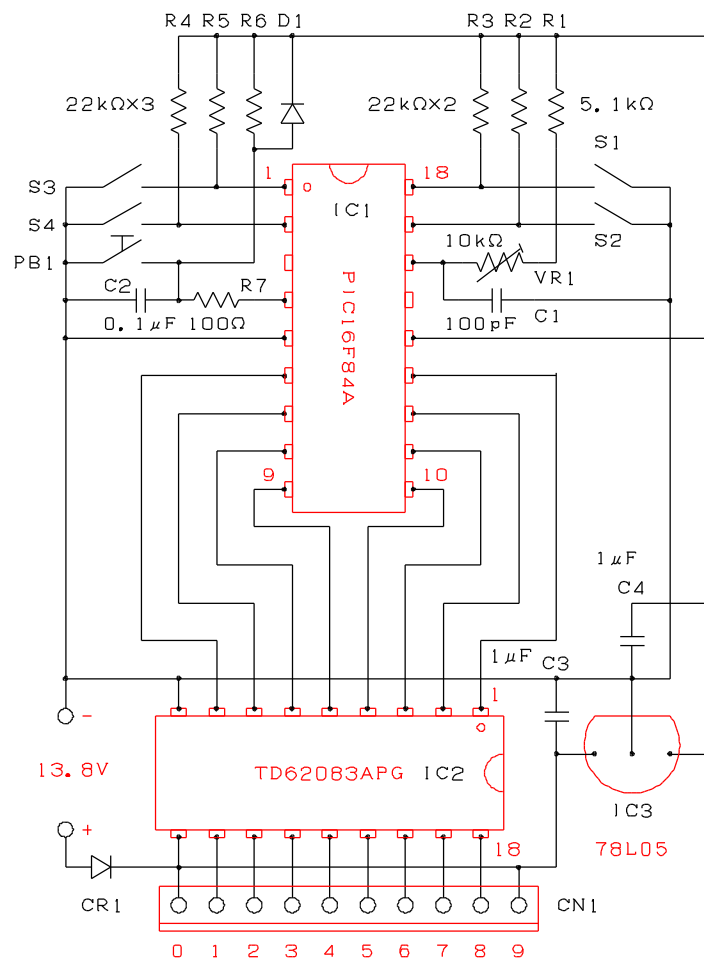 R4 R5 R6 D1 R3 R2 R1
22kΩ×3 22kΩ×2 5.1kΩ
S1
1 18
S3
IC1
S4
S2
10kΩ
PB1
VR1
C2 R7
0.1μF 100Ω 100pF C1
PIC16F84A
9 10
1μF
C4
1μF C3
1
-
13.8V TD62083APG IC2
IC3
+
18 78L05
CR1 CN1
0 1 2 3 4 5 6 7 8 9